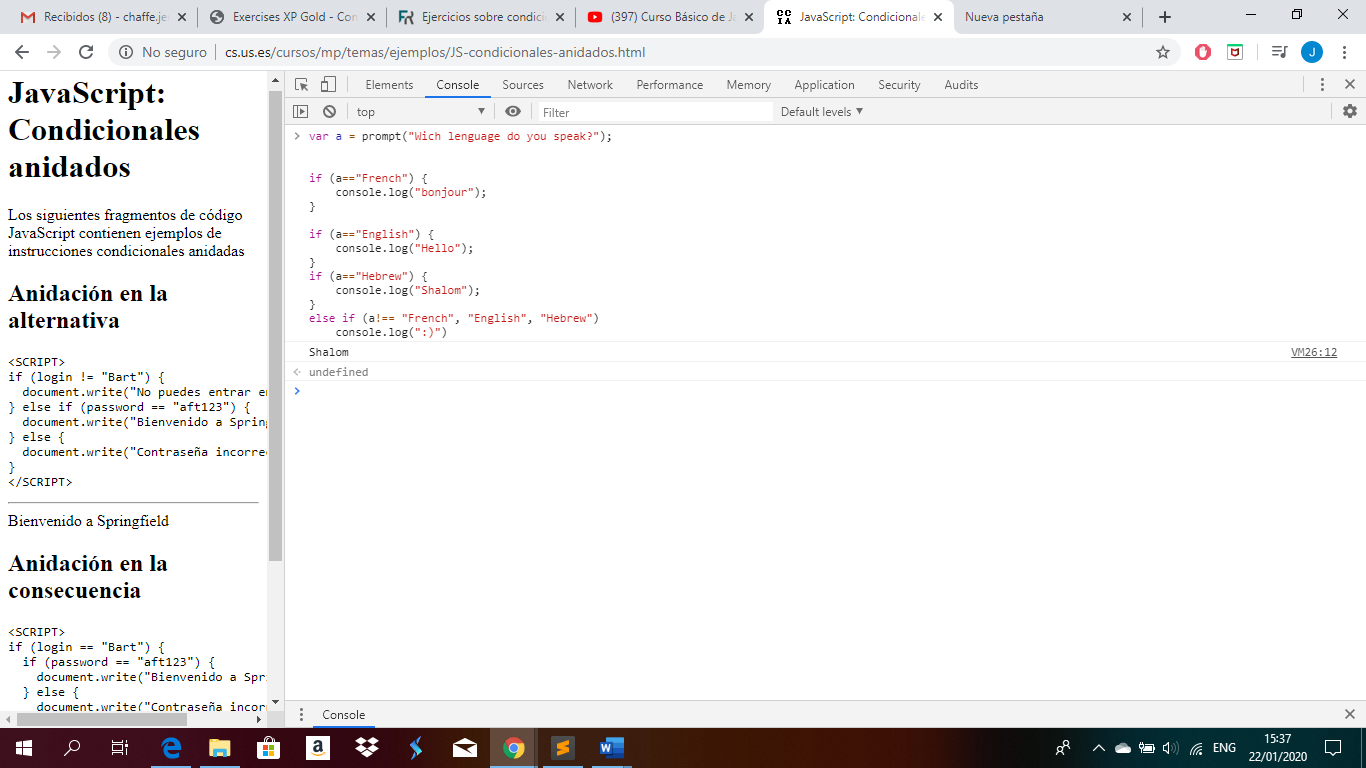 Recibidos (8) - chaffe.jer
Exercises XP Gold - Con
Ejercicios sobre condici
(397) Curso Básico de Ja
JavaScript: Condicionale
Nueva pestaña
No seguro
cs.us.es/cursos/mp/temas/ejemplos/JS-condicionales-anidados.html
J
JavaScript:
Condicionales
anidados
Los siguientes fragmentos de código
JavaScript contienen ejemplos de
instrucciones condicionales anidadas
Anidación en la
alternativa
<SCRIPT>
if (login != "Bart") {
  document.write("No puedes entrar en
} else if (password == "aft123") {
  document.write("Bienvenido a Spring
} else {
  document.write("Contraseña incorrec
}
</SCRIPT>
Bienvenido a Springfield
Anidación en la
consecuencia
<SCRIPT>
if (login == "Bart") {
  if (password == "aft123") {
    document.write("Bienvenido a Spri
  } else {
    document.write("Contraseña incorr
Elements Console Sources Network Performance Memory Application Security Audits
top Filter Default levels
var a = prompt("Wich lenguage do you speak?");
if (a=="French") {
    console.log("bonjour");
}
if (a=="English") {
    console.log("Hello");
}
if (a=="Hebrew") {
    console.log("Shalom");
}
else if (a!== "French", "English", "Hebrew")
    console.log(":)")
Shalom VM26:12
undefined
Console
ENG
15:37
22/01/2020